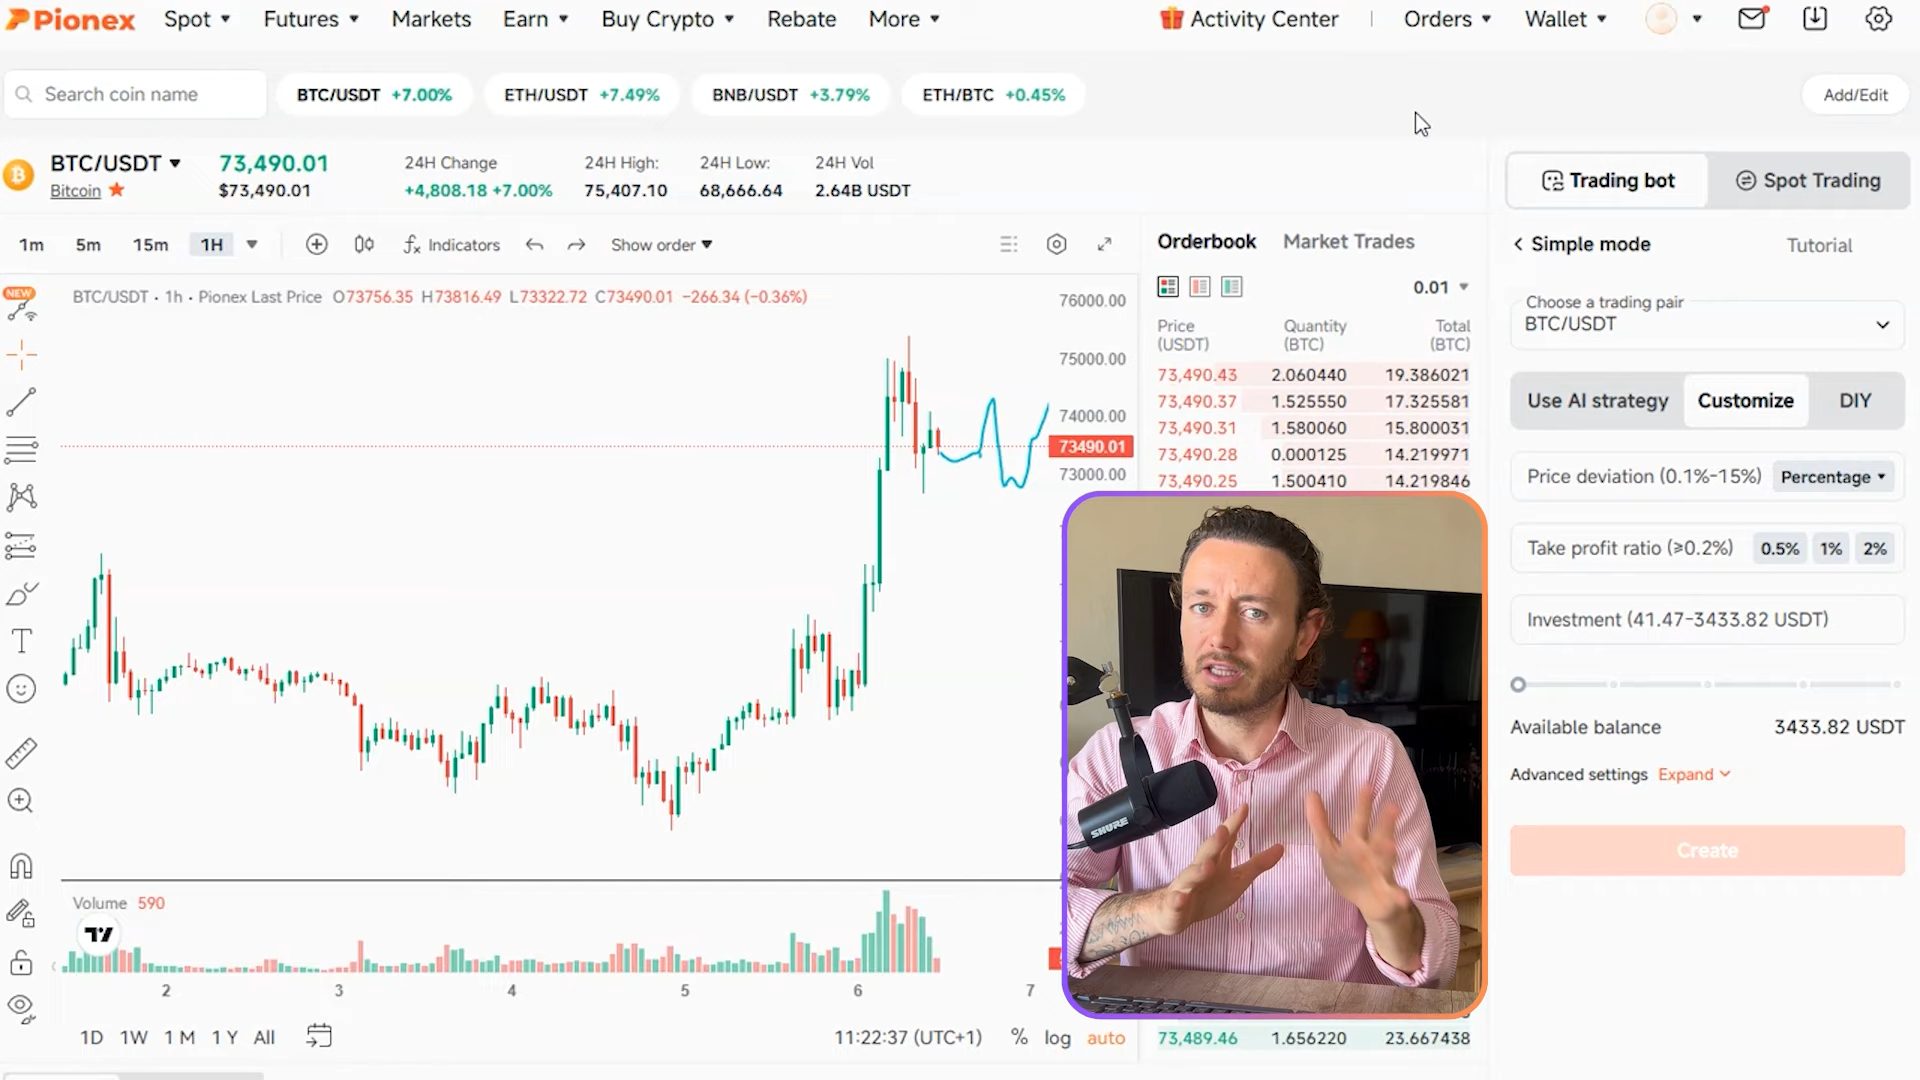 Pionex
Spot Futures Markets Earn Buy Crypto Rebate More Activity Center Orders Wallet
Search coin name
BTC/USDT +7.00%
ETH/USDT +7.49%
BNB/USDT +3.79%
ETH/BTC +0.45%
Add/Edit
BTC/USDT
Bitcoin
73,490.01
$73,490.01
24H Change
+4,808.18 +7.00%
24H High:
75,407.10
24H Low:
68,666.64
24H Vol
2.64B USDT
1m 5m 15m 1H Indicators Show order
NEW
BTC/USDT · 1h · Pionex Last Price O73756.35 H73816.49 L73322.72 C73490.01 −266.34 (−0.36%)
76000.00
75000.00
74000.00
73490.01
73000.00
Volume 590
2 3 4 5 6 7
1D 1W 1M 1Y All
11:22:37 (UTC+1) % log auto
Orderbook Market Trades
0.01
Price (USDT) Quantity (BTC) Total (BTC)
73,490.43 2.060440 19.386021
73,490.37 1.525550 17.325581
73,490.31 1.580060 15.800031
73,490.28 0.000125 14.219971
73,490.25 1.500410 14.219846
SHURE
73,489.46 1.656220 23.667438
Trading bot Spot Trading
Simple mode Tutorial
Choose a trading pair
BTC/USDT
Use AI strategy Customize DIY
Price deviation (0.1%-15%) Percentage
Take profit ratio (≥0.2%) 0.5% 1% 2%
Investment (41.47-3433.82 USDT)
Available balance 3433.82 USDT
Advanced settings Expand
Create